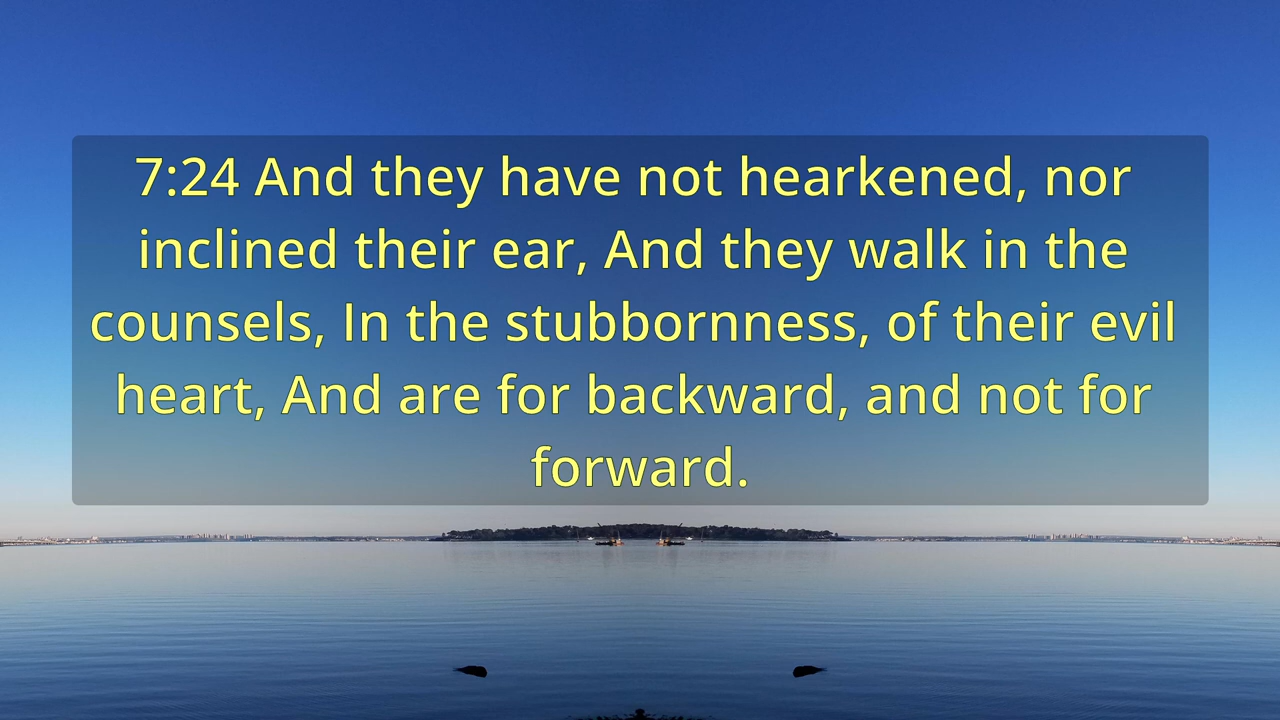 7:24 And they have not hearkened, nor
inclined their ear, And they walk in the
counsels, In the stubbornness, of their evil
heart, And are for backward, and not for
forward.